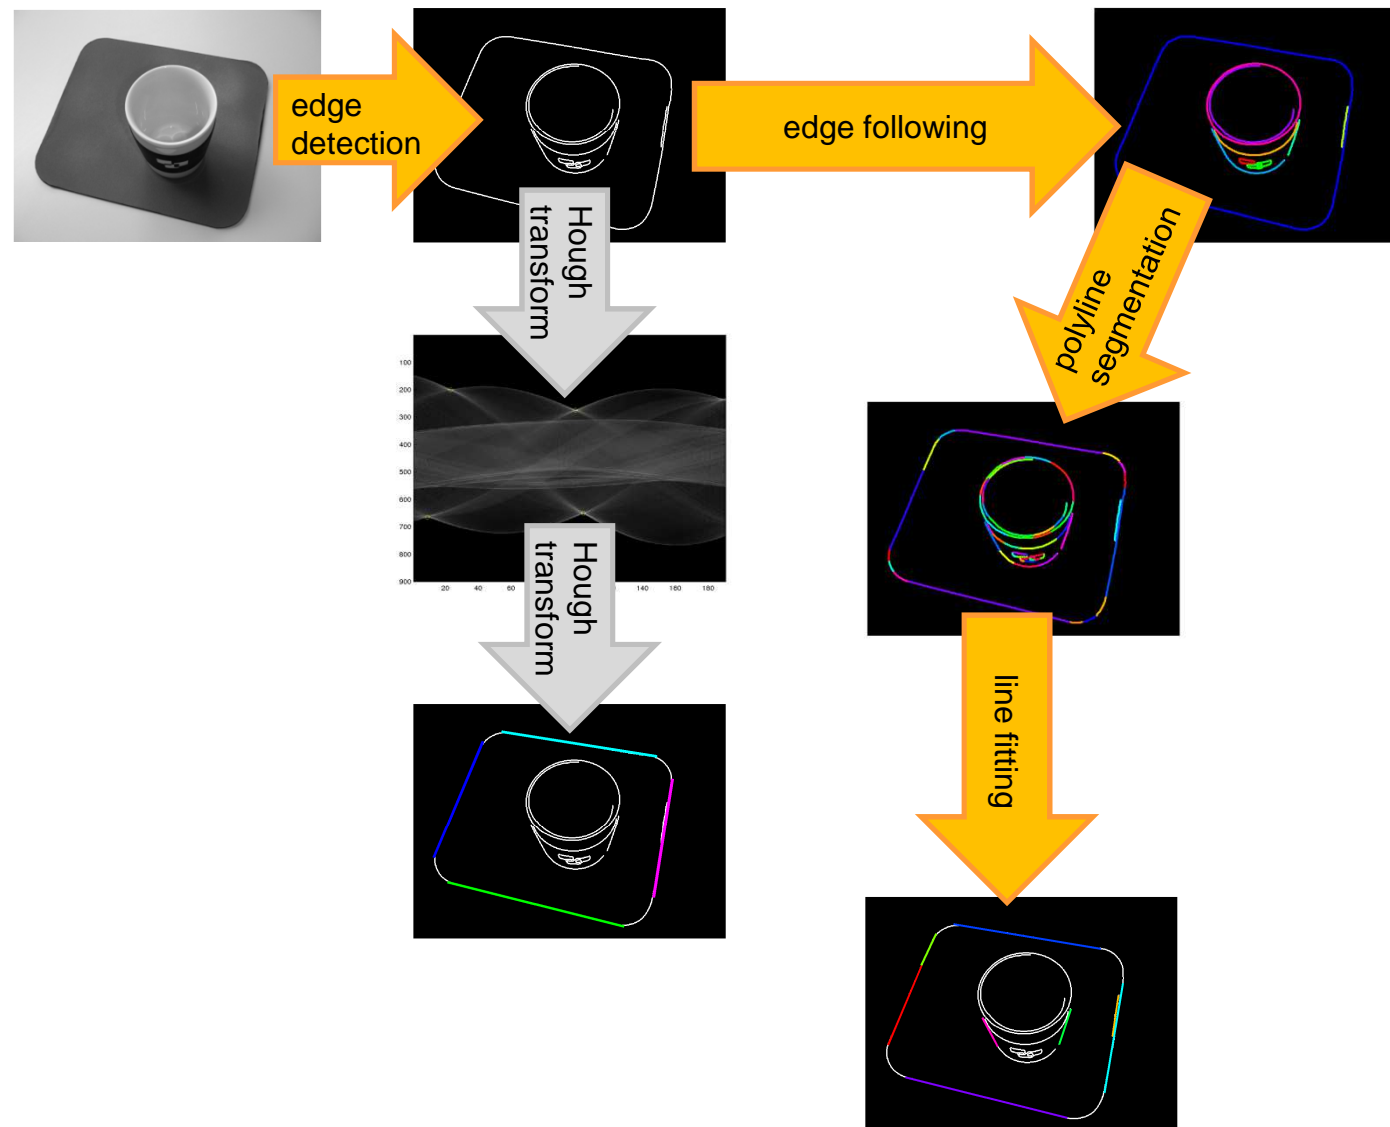 edge
detection
edge following
Hough
transform
polyline
segmentation
100
200
300
400
500
600
700
800
900
20
40
60
140
160
180
Hough
transform
line fitting